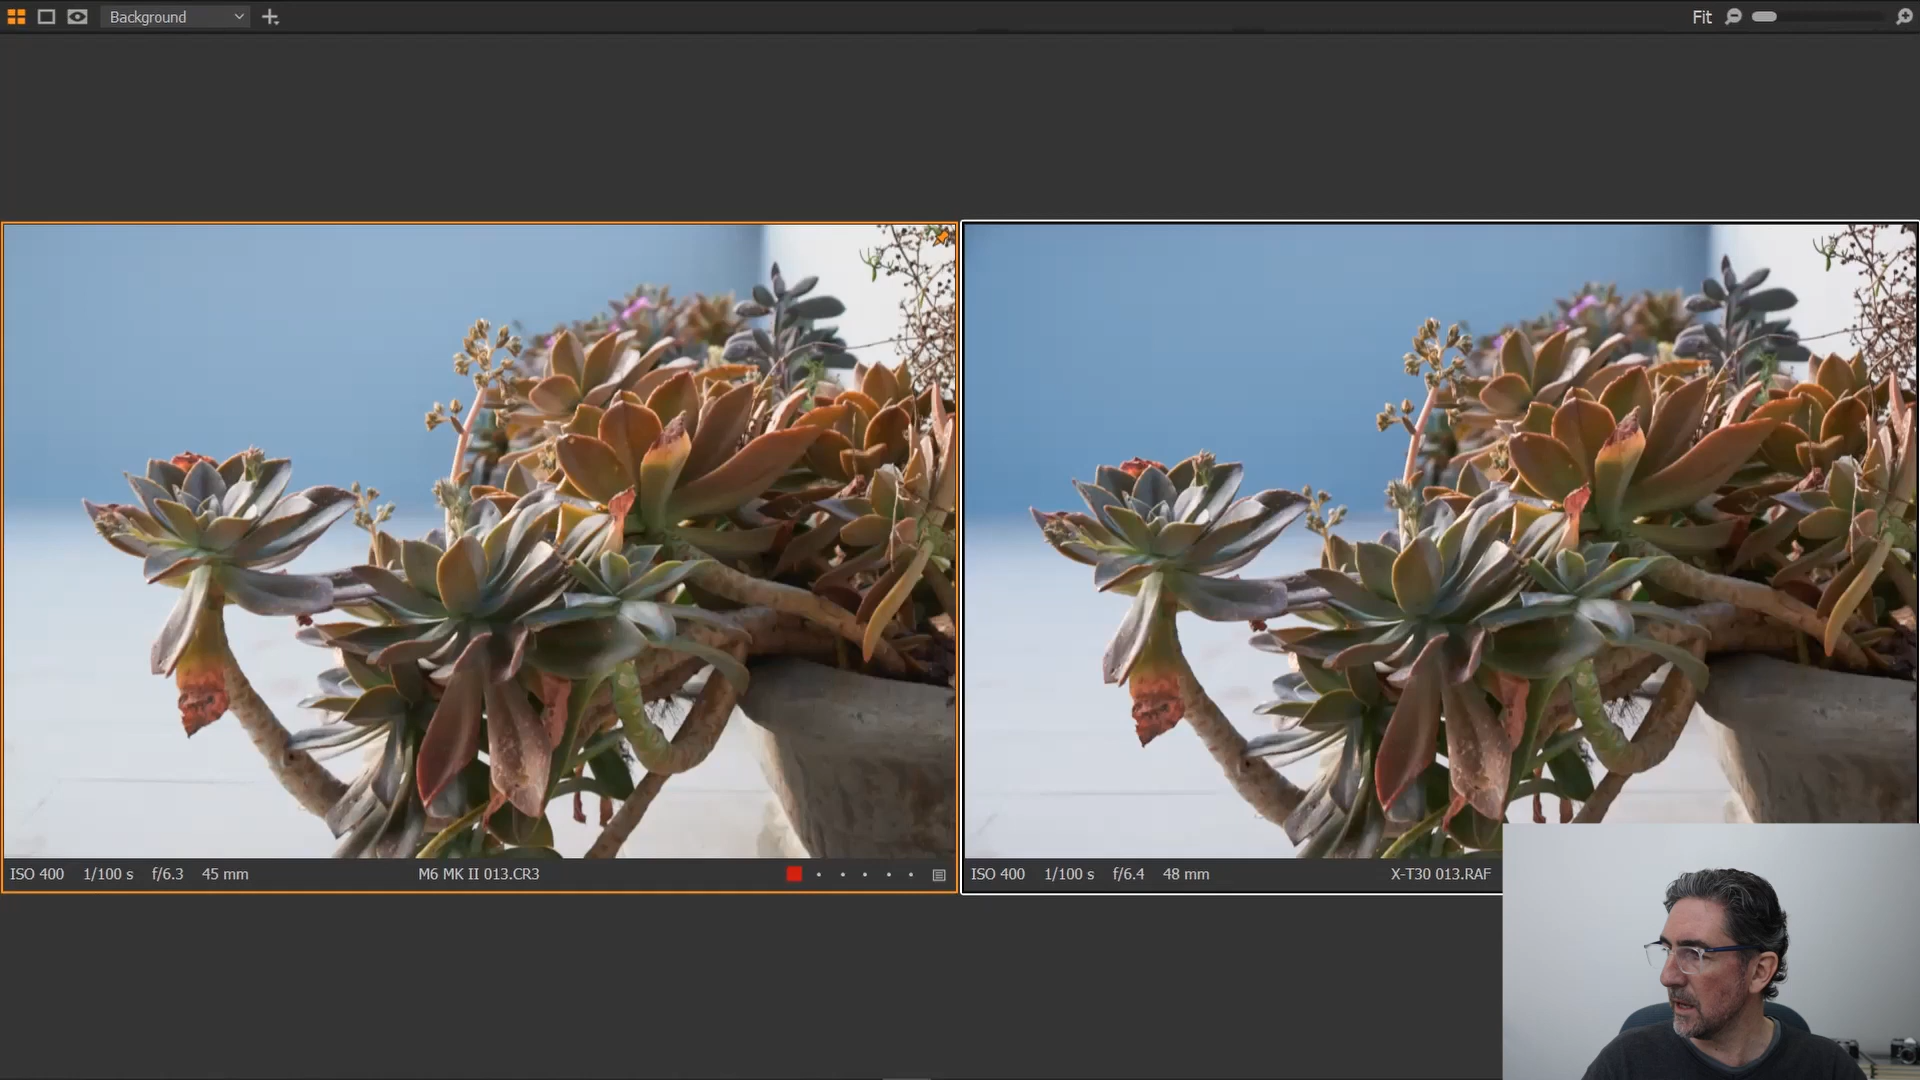 Background
Fit
ISO 400 1/100 s f/6.3 45 mm M6 MK II 013.CR3
ISO 400 1/100 s f/6.4 48 mm X-T30 013.RAF